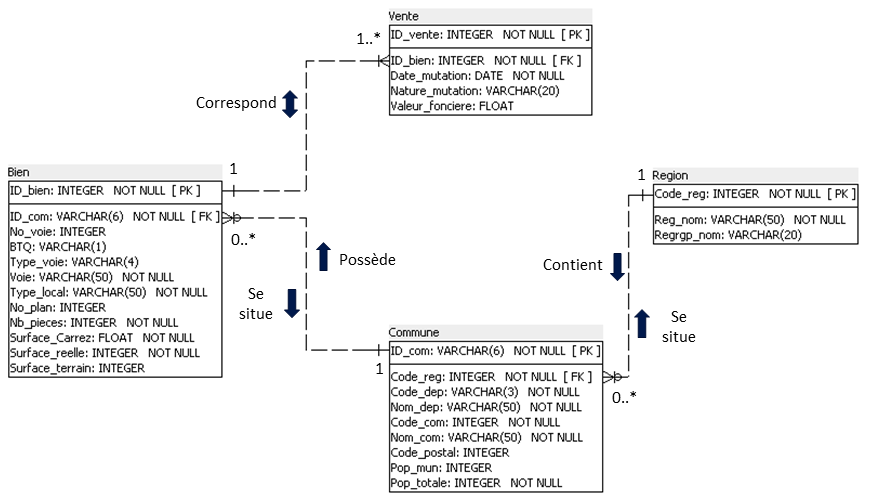 Vente
ID_vente: INTEGER NOT NULL [ PK ]
ID_bien: INTEGER NOT NULL [ FK ]
Date_mutation: DATE NOT NULL
Nature_mutation: VARCHAR(20)
Valeur_fonciere: FLOAT
1..*
Correspond
Bien
1
ID_bien: INTEGER NOT NULL [ PK ]
ID_com: VARCHAR(6) NOT NULL [ FK ]
No_voie: INTEGER
BTQ: VARCHAR(1)
Type_voie: VARCHAR(4)
Voie: VARCHAR(50) NOT NULL
Type_local: VARCHAR(50) NOT NULL
No_plan: INTEGER
Nb_pieces: INTEGER NOT NULL
Surface_Carrez: FLOAT NOT NULL
Surface_reelle: INTEGER NOT NULL
Surface_terrain: INTEGER
0..*
Possède
Se
situe
Region
1
Code_reg: INTEGER NOT NULL [ PK ]
Reg_nom: VARCHAR(50) NOT NULL
Regrgp_nom: VARCHAR(20)
Contient
Se
situe
Commune
1
ID_com: VARCHAR(6) NOT NULL [ PK ]
Code_reg: INTEGER NOT NULL [ FK ]
Code_dep: VARCHAR(3) NOT NULL
Nom_dep: VARCHAR(50) NOT NULL
Code_com: INTEGER NOT NULL
Nom_com: VARCHAR(50) NOT NULL
Code_postal: INTEGER
Pop_mun: INTEGER
Pop_totale: INTEGER NOT NULL
0..*